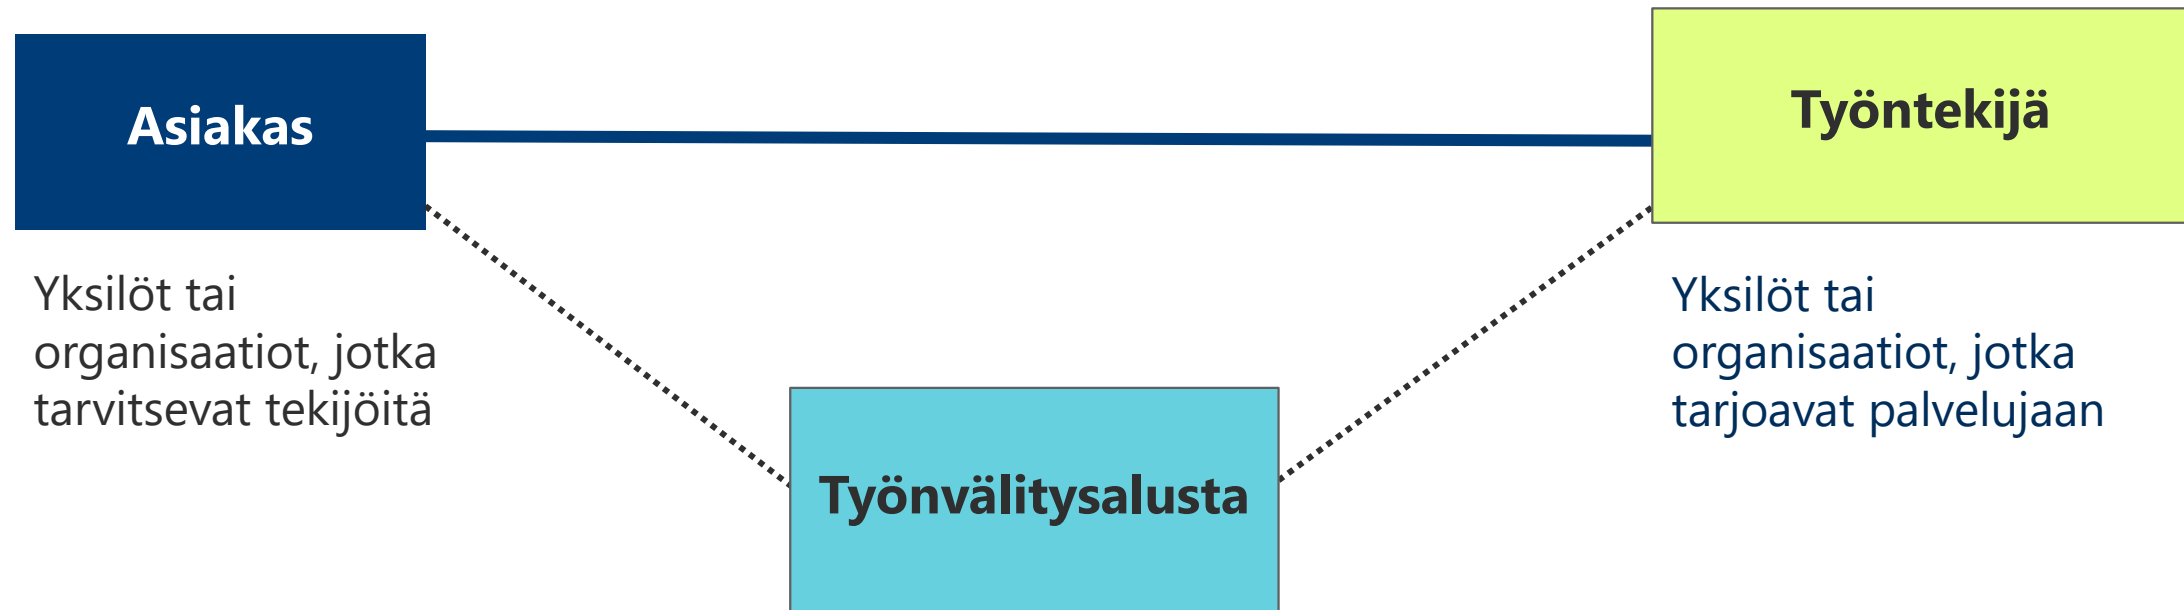 Asiakas
Työntekijä
Yksilöt tai
organisaatiot, jotka
tarvitsevat tekijöitä
Yksilöt tai
organisaatiot, jotka
tarjoavat palvelujaan
Työnvälitysalusta